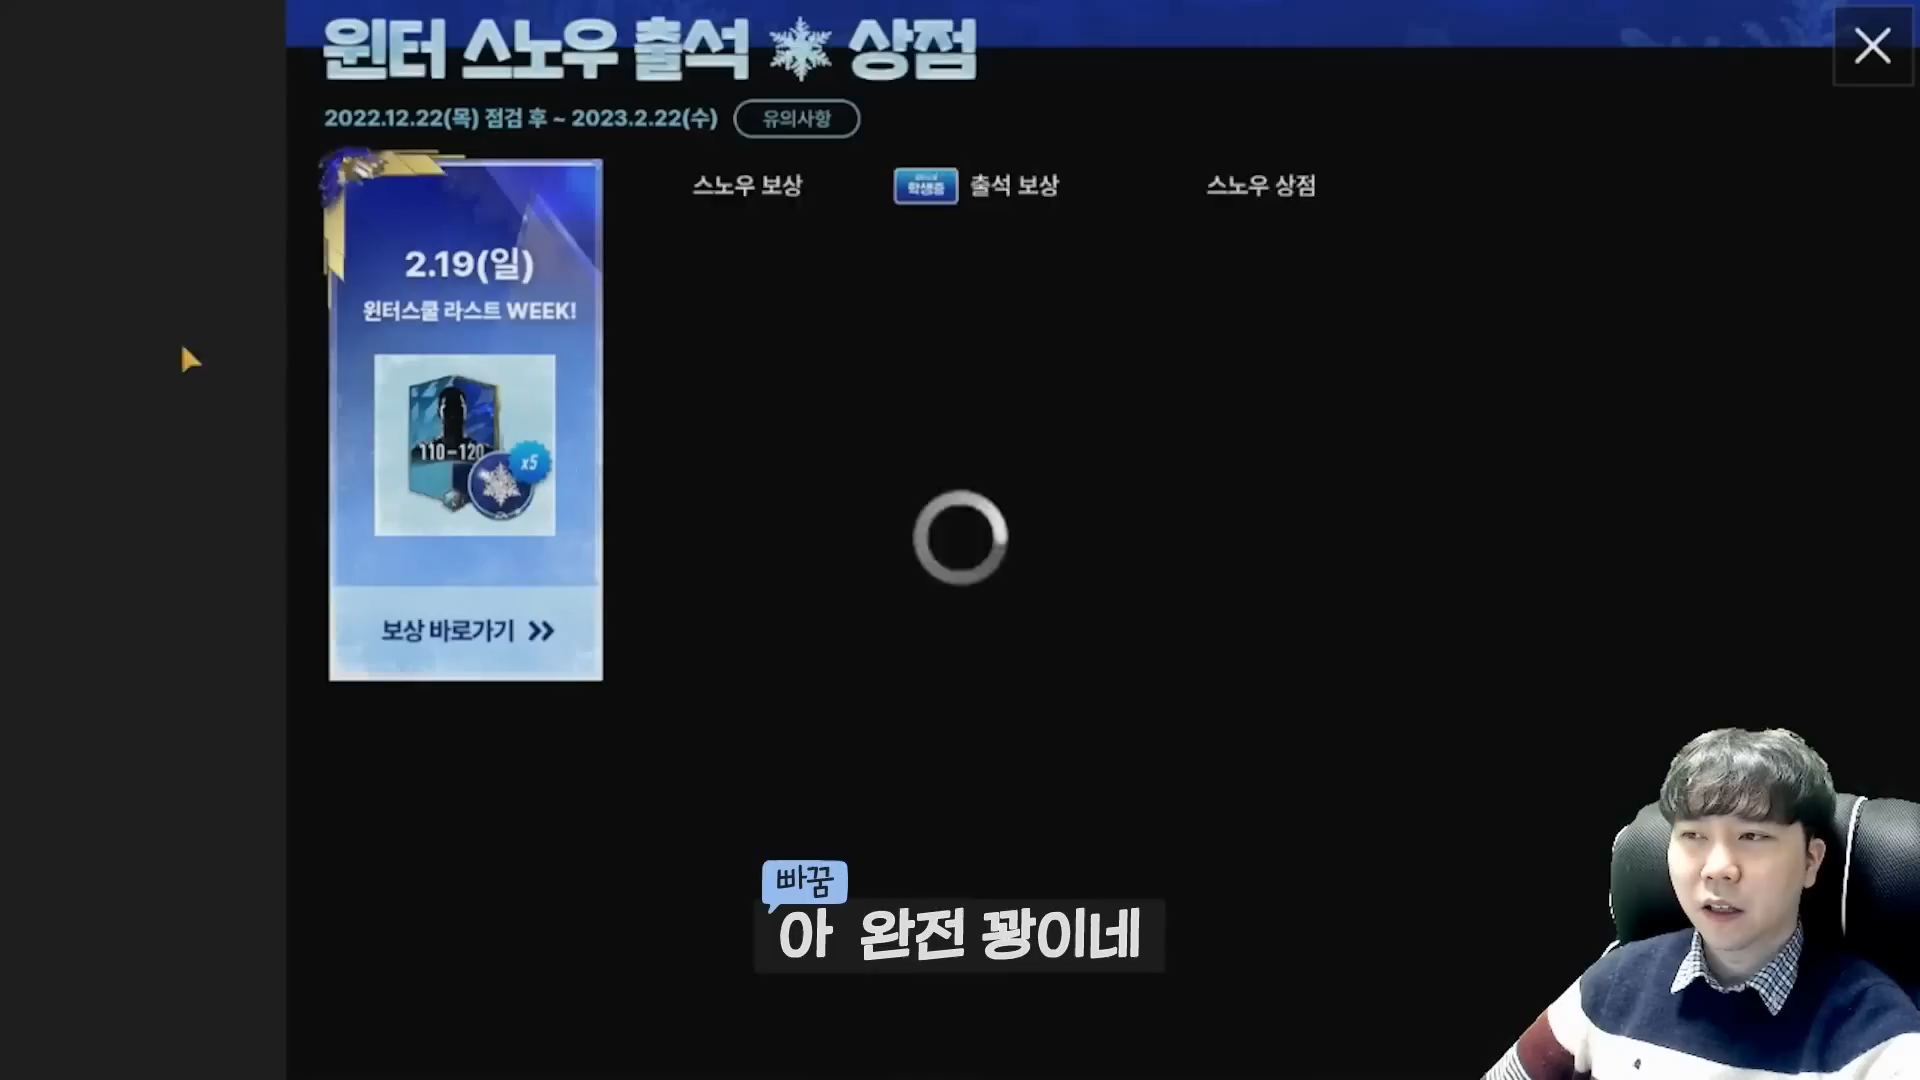 윈터 스노우 출석 상점
2022.12.22(목) 점검 후 ~ 2023.2.22(수)
유의사항
스노우 보상
학생증
출석 보상
스노우 상점
2.19(일)
윈터스쿨 라스트 WEEK!
110-120
x5
보상 바로가기
빠꿈
아 완전 꽝이네